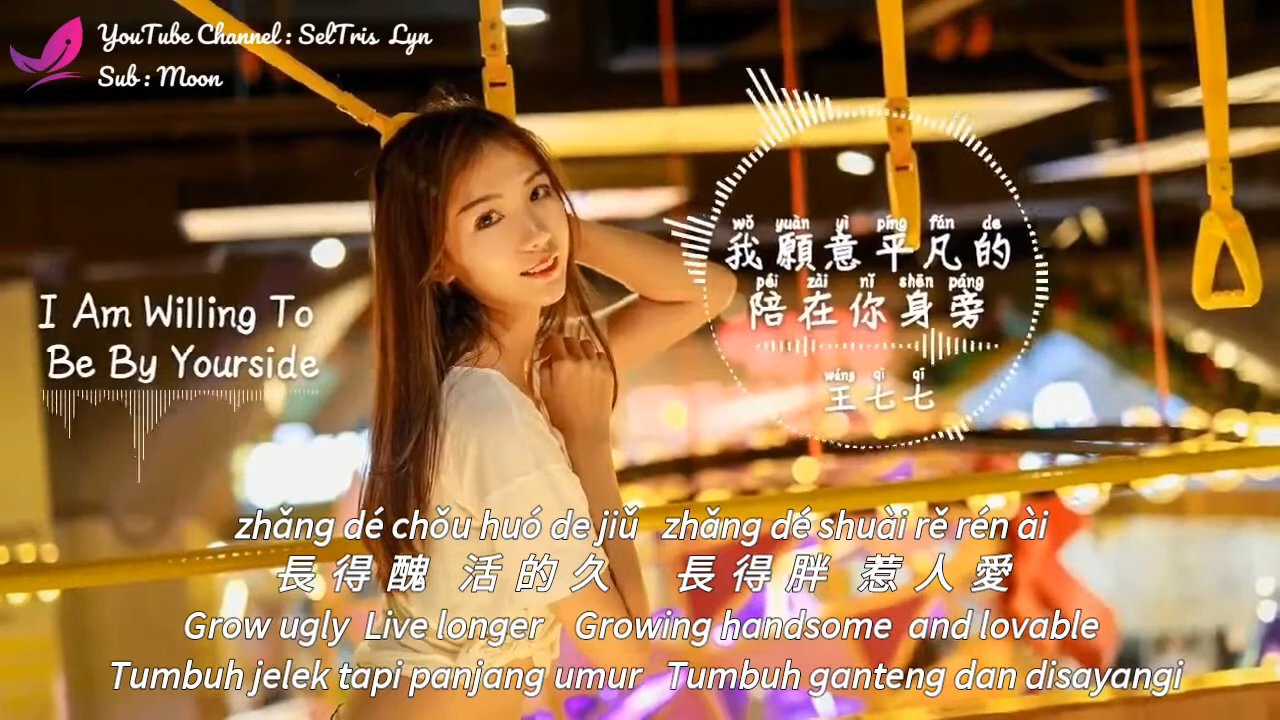 YouTube Channel : SelTris Lyn
Sub : Moon
I Am Willing To
Be By Yourside
wǒ yuàn yì píng fán de
我願意平凡的
péi zài nǐ shēn páng
陪在你身旁
wáng qì qī
王七七
zhǎng dé chǒu huó de jiǔ zhǎng dé shuài rě rén ài
長得醜 活的久 長得胖 惹人愛
Grow ugly Live longer Growing handsome and lovable
Tumbuh jelek tapi panjang umur Tumbuh ganteng dan disayangi